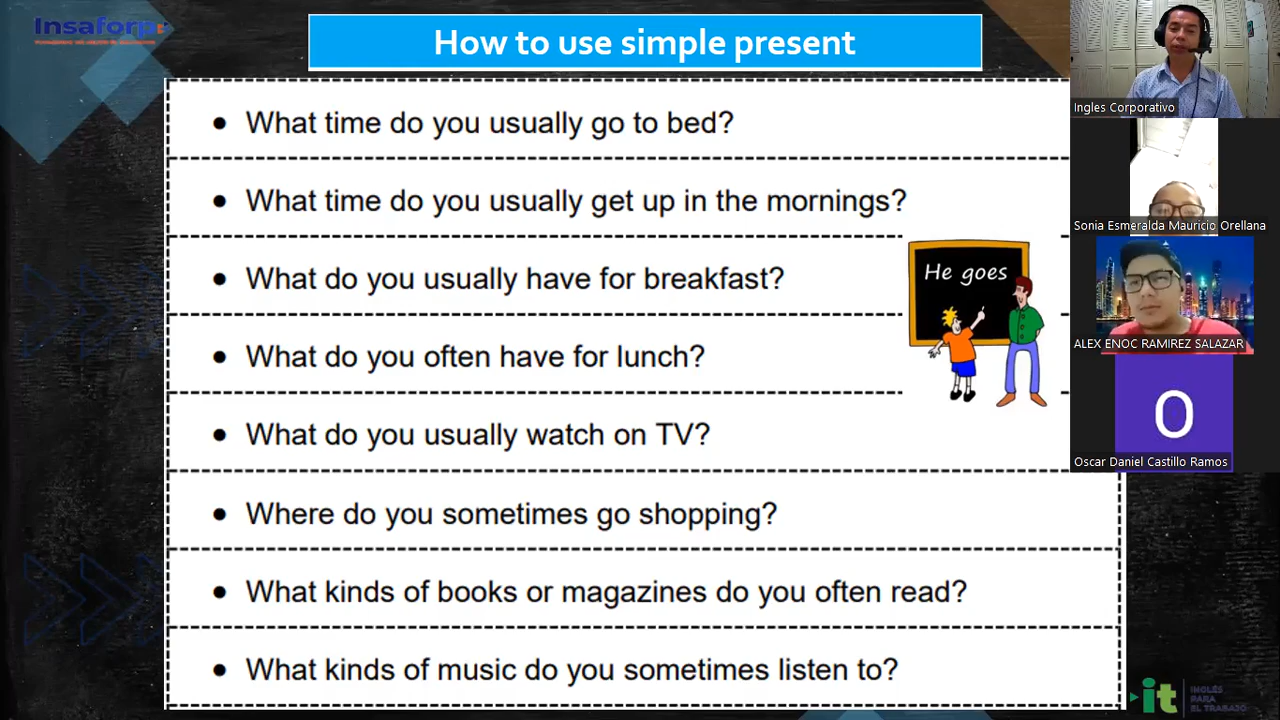 Insaforp
How to use simple present
• What time do you usually go to bed?
• What time do you usually get up in the mornings?
• What do you usually have for breakfast?
• What do you often have for lunch?
• What do you usually watch on TV?
• Where do you sometimes go shopping?
• What kinds of books or magazines do you often read?
• What kinds of music do you sometimes listen to?
He goes
Ingles Corporativo
Sonia Esmeralda Mauricio Orellana
ALEX ENOC RAMIREZ SALAZAR
O
Oscar Daniel Castillo Ramos
it
INGLÉS
PARA
EL TRABAJO